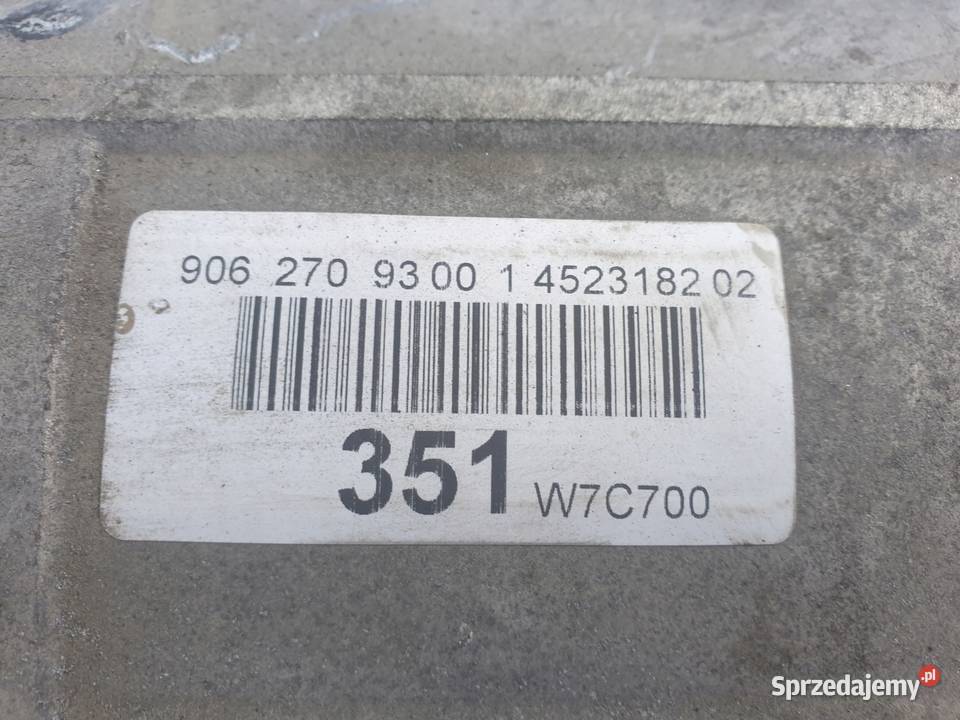 906 270 93 00 1 4523182 02
351 W7C700
Sprzedajemy.pl